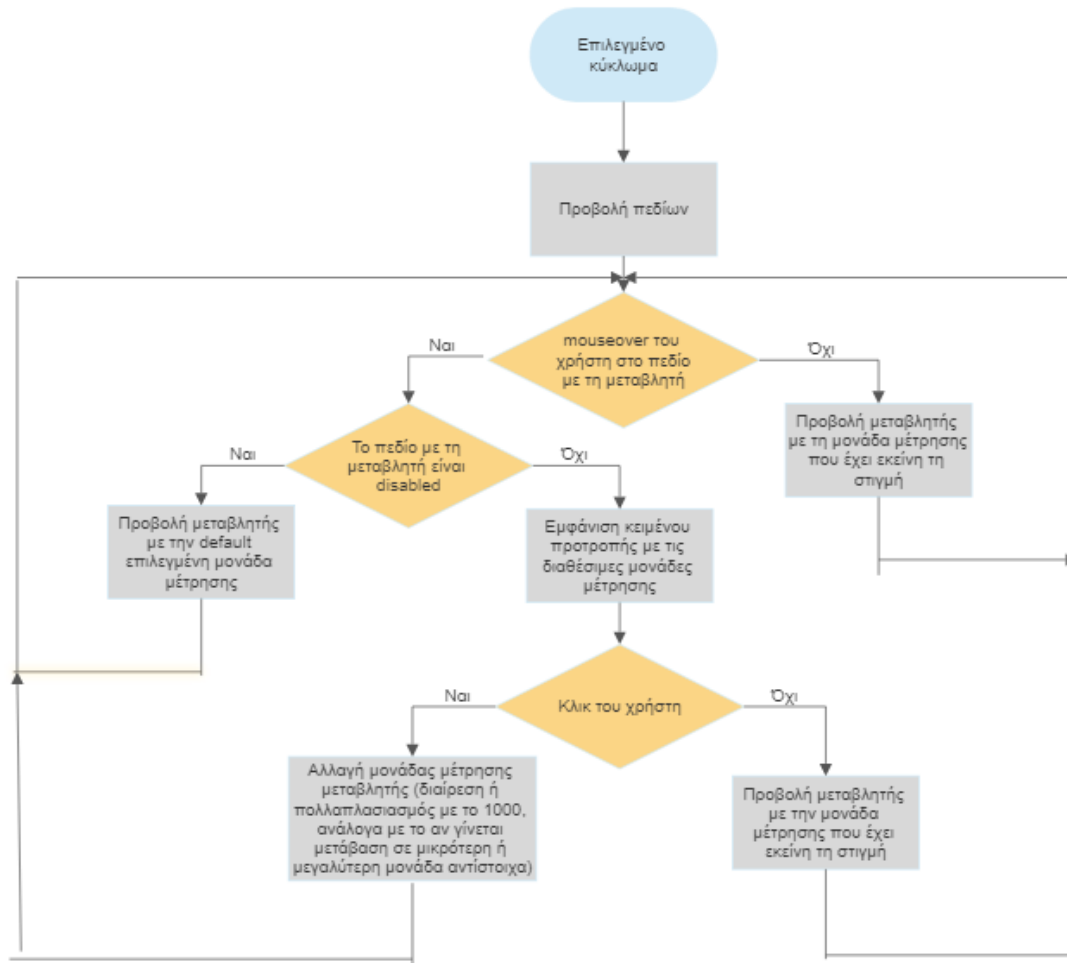 Επιλεγμένο
κύκλωμα
Προβολή πεδίων
mouseover του
χρήστη στο πεδίο
με τη μεταβλητή
Ναι
Όχι
Προβολή μεταβλητής
με τη μονάδα μέτρησης
που έχει εκείνη τη
στιγμή
Το πεδίο με τη
μεταβλητή είναι
disabled
Ναι
Όχι
Προβολή μεταβλητής
με την default
επιλεγμένη μονάδα
μέτρησης
Εμφάνιση κειμένου
προτροπής με τις
διαθέσιμες μονάδες
μέτρησης
Κλικ του χρήστη
Ναι
Όχι
Αλλαγή μονάδας μέτρησης
μεταβλητής (διαίρεση ή
πολλαπλασιασμός με το 1000,
ανάλογα με το αν γίνεται
μετάβαση σε μικρότερη ή
μεγαλύτερη μονάδα αντίστοιχα)
Προβολή μεταβλητής
με την μονάδα
μέτρησης που έχει
εκείνη τη στιγμή